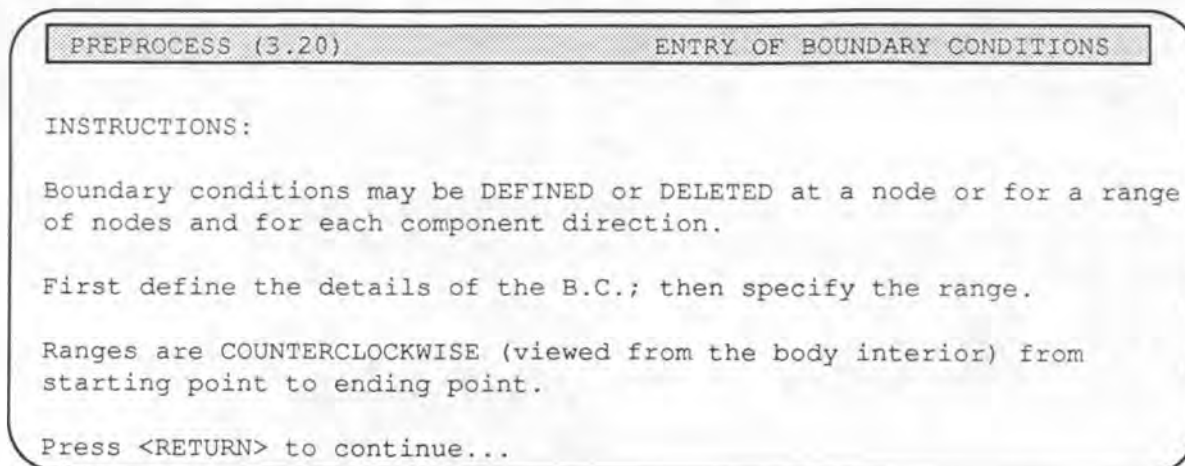 PREPROCESS (3.20) ENTRY OF BOUNDARY CONDITIONS
INSTRUCTIONS:
Boundary conditions may be DEFINED or DELETED at a node or for a range
of nodes and for each component direction.
First define the details of the B.C.; then specify the range.
Ranges are COUNTERCLOCKWISE (viewed from the body interior) from
starting point to ending point.
Press <RETURN> to continue...